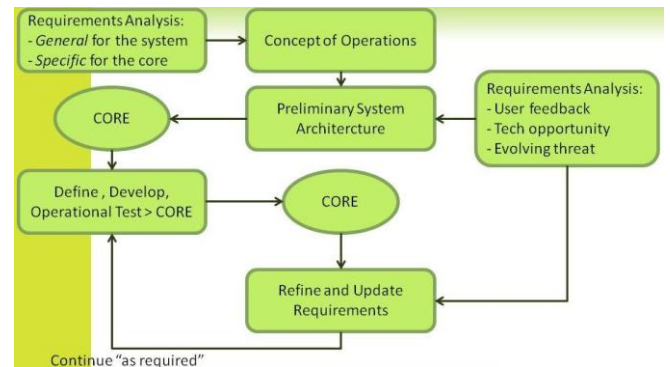 Requirements Analysis:
- General for the system
- Specific for the core
Concept of Operations
Preliminary System
Architercture
Requirements Analysis:
- User feedback
- Tech opportunity
- Evolving threat
CORE
Define , Develop,
Operational Test > CORE
CORE
Refine and Update
Requirements
Continue “as required”